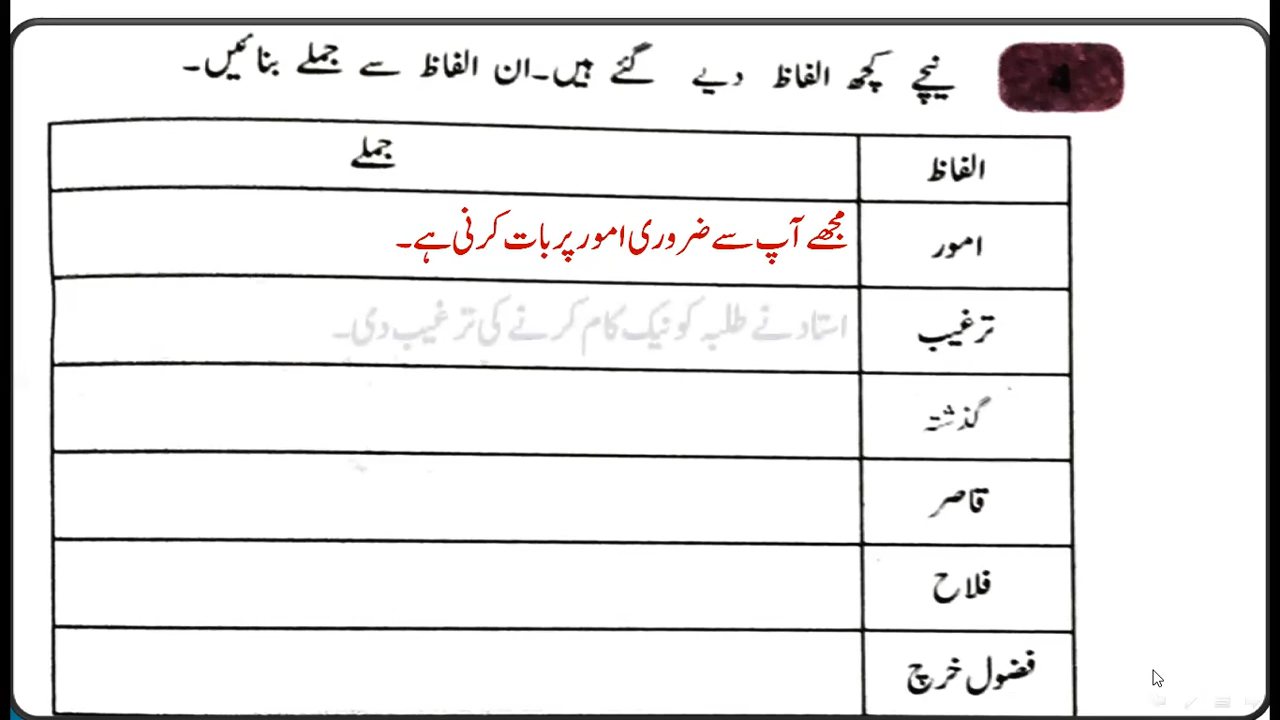 4 نیچے کچھ الفاظ دیے گئے ہیں۔ ان الفاظ سے جملے بنائیں۔
الفاظ جملے
امور مجھے آپ سے ضروری امور پر بات کرنی ہے۔
ترغیب استاد نے طلبہ کو نیک کام کرنے کی ترغیب دی۔
گذشتہ
قاصر
فلاح
فضول خرچ